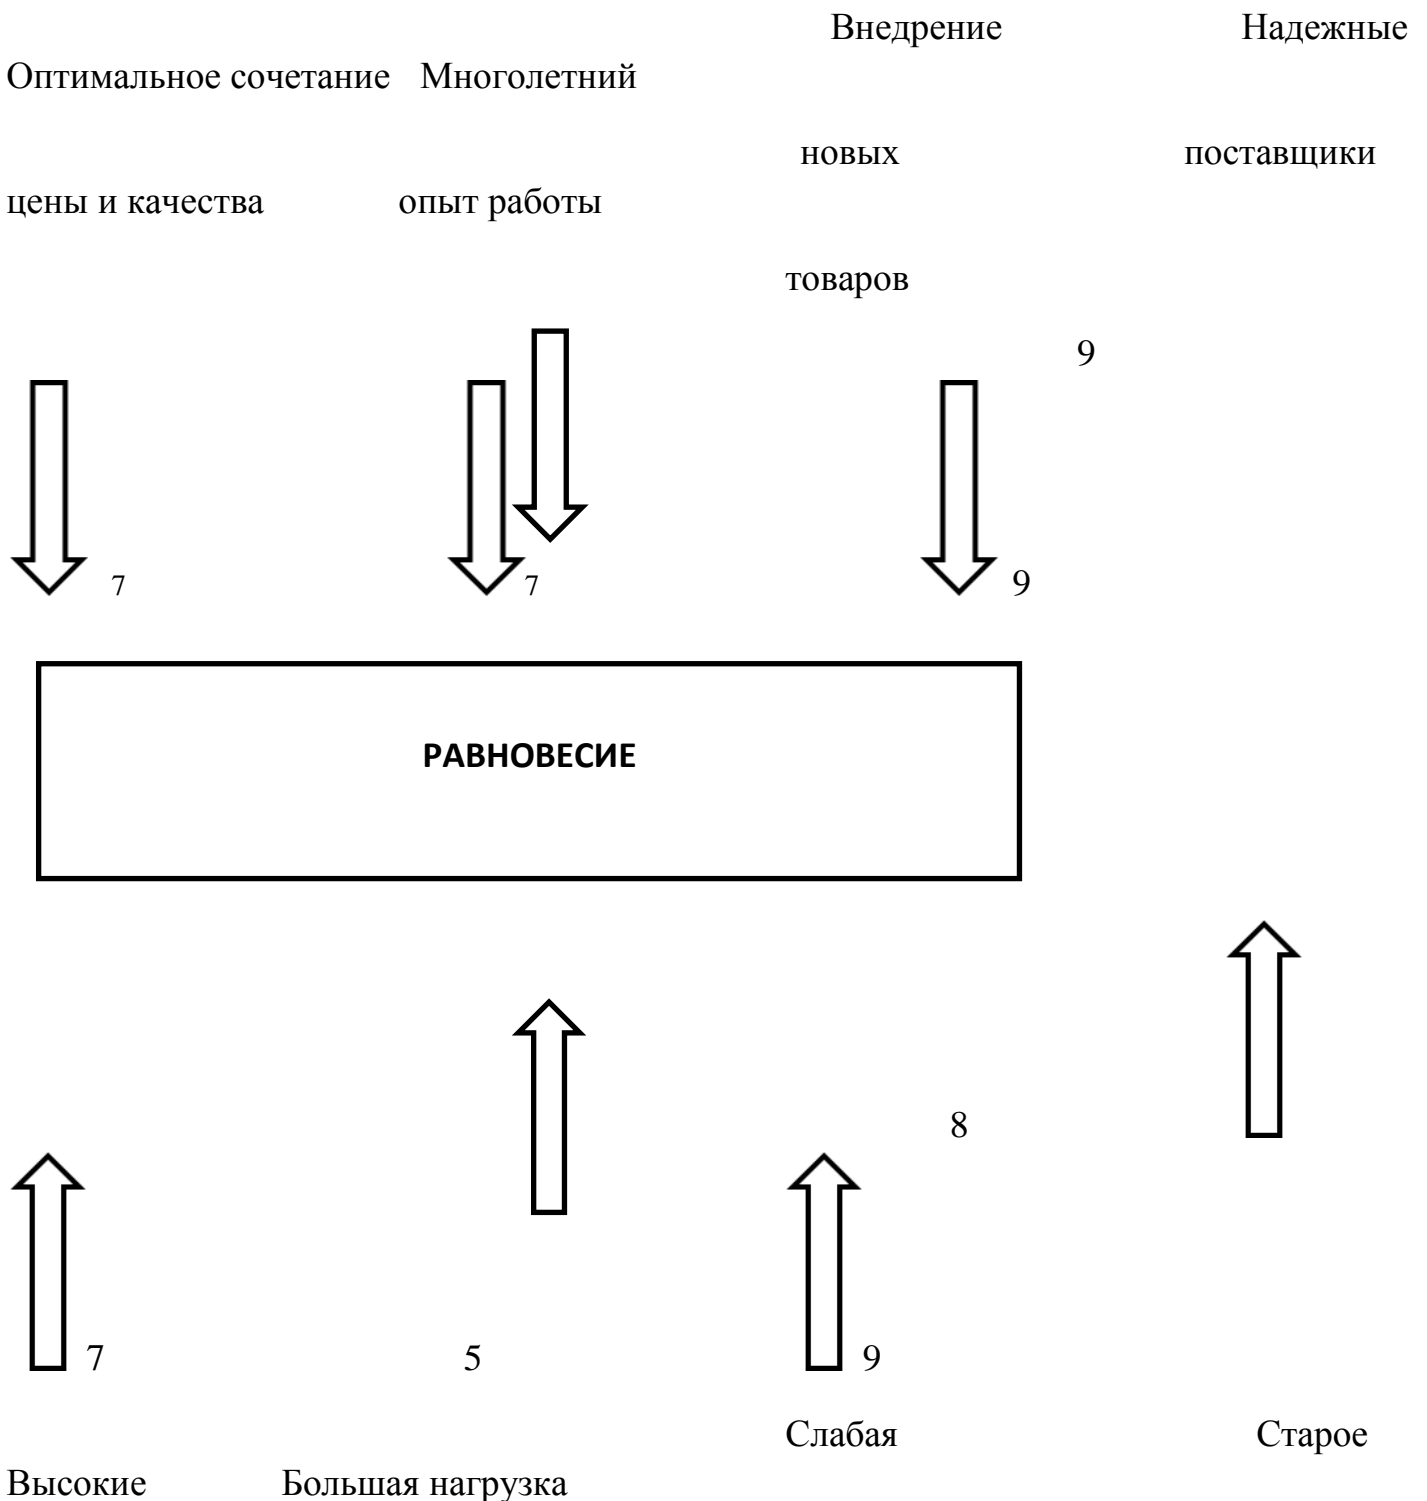 Внедрение Надежные
Оптимальное сочетание Многолетний
новых поставщики
цены и качества опыт работы
товаров
9
7 7 9
РАВНОВЕСИЕ
8
7 5 9
Слабая Старое
Высокие Большая нагрузка